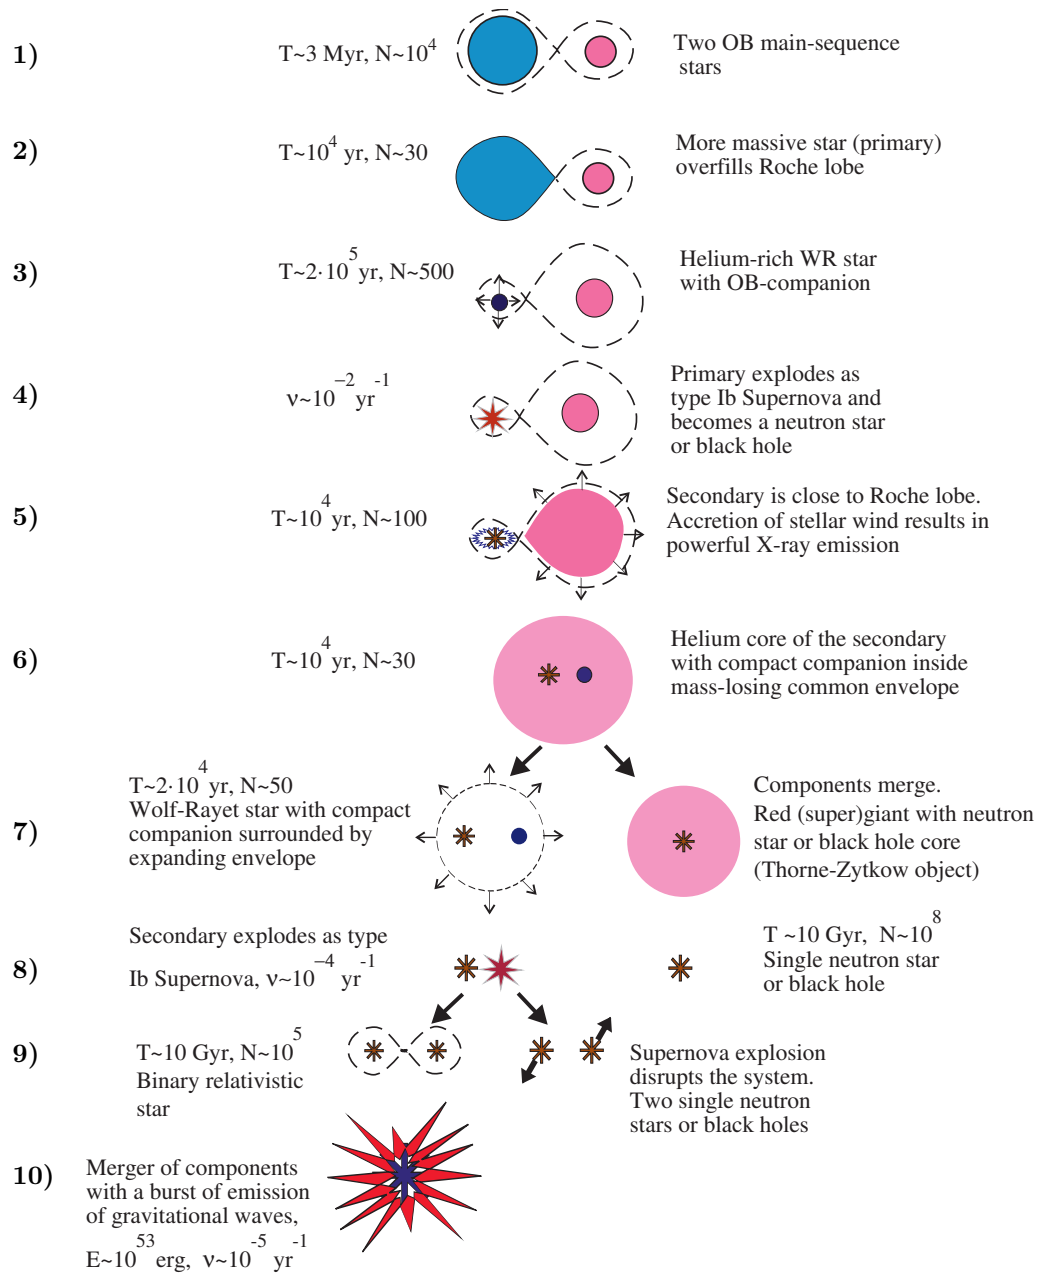 1)
T~3 Myr, N~10^4
Two OB main-sequence
stars
2)
T~10^4 yr, N~30
More massive star (primary)
overfills Roche lobe
3)
T~2·10^5 yr, N~500
Helium-rich WR star
with OB-companion
4)
ν~10^−2 yr^-1
Primary explodes as
type Ib Supernova and
becomes a neutron star
or black hole
5)
T~10^4 yr, N~100
Secondary is close to Roche lobe.
Accretion of stellar wind results in
powerful X-ray emission
6)
T~10^4 yr, N~30
Helium core of the secondary
with compact companion inside
mass-losing common envelope
7)
T~2·10^4 yr, N~50
Wolf-Rayet star with compact
companion surrounded by
expanding envelope
Components merge.
Red (super)giant with neutron
star or black hole core
(Thorne-Zytkow object)
8)
Secondary explodes as type
Ib Supernova, ν~10^−4 yr^-1
T ~10 Gyr, N~10^8
Single neutron star
or black hole
9)
T~10 Gyr, N~10^5
Binary relativistic
star
Supernova explosion
disrupts the system.
Two single neutron
stars or black holes
10)
Merger of components
with a burst of emission
of gravitational waves,
E~10^53 erg, ν~10^-5 yr^-1